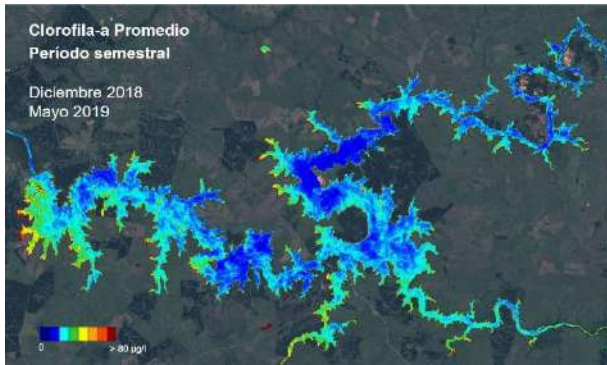 Clorofila-a Promedio
Período semestral
Diciembre 2018
Mayo 2019
0 > 80 µg/l